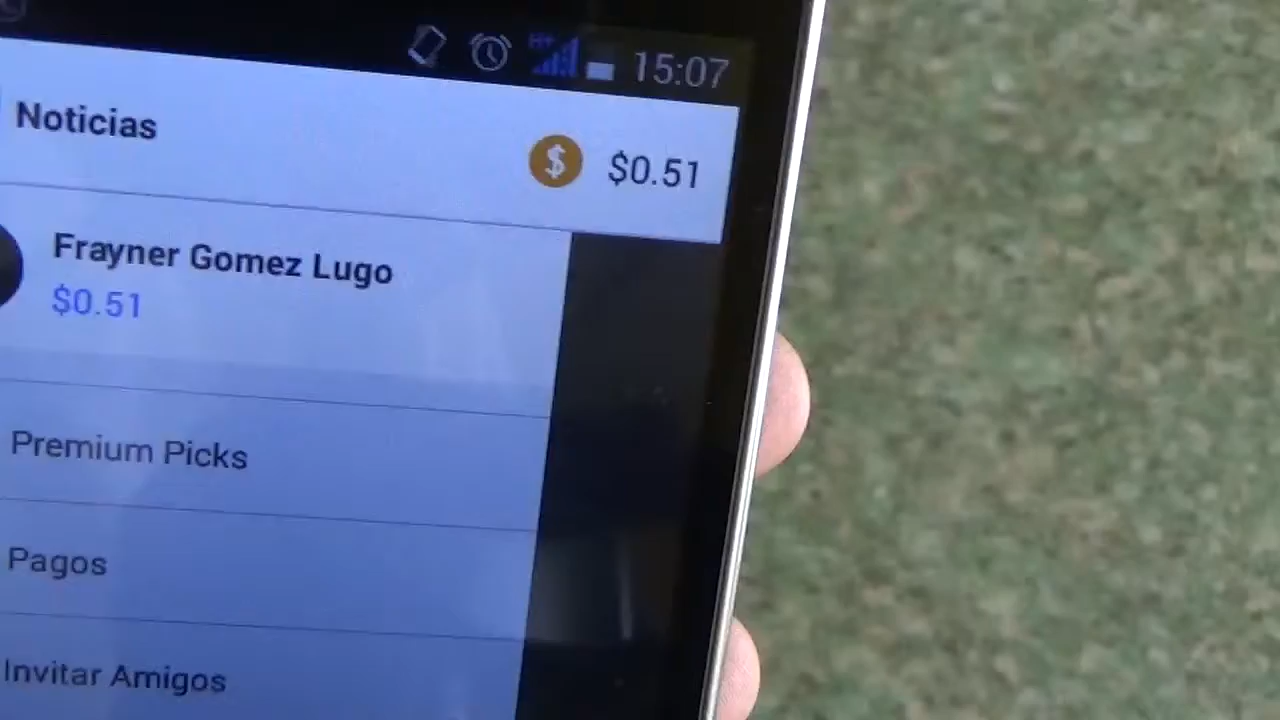 H+ 15:07
Noticias
$ $0.51
Frayner Gomez Lugo
$0.51
Premium Picks
Pagos
Invitar Amigos